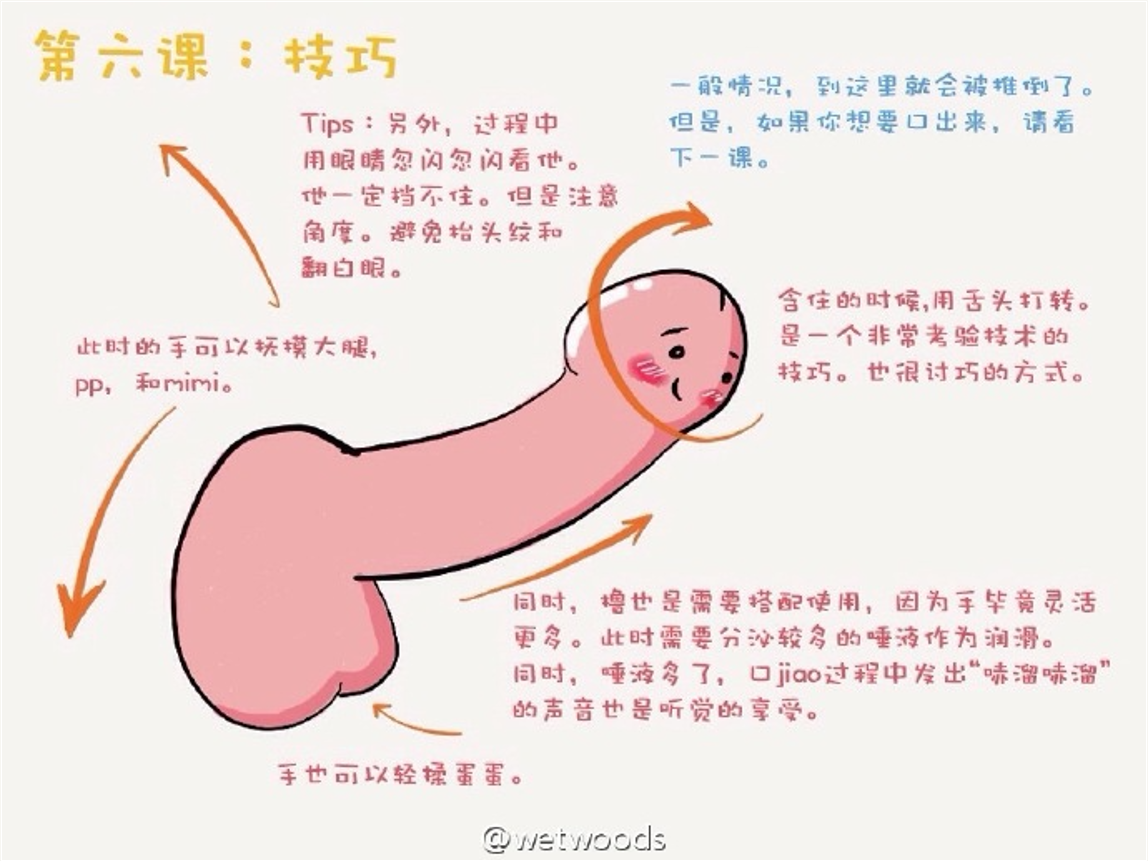 第六课：技巧
一般情况，到这里就会被推倒了。
但是，如果你想要口出来，请看
下一课。
Tips：另外，过程中
用眼睛忽闪忽闪看他。
他一定挡不住。但是注意
角度。避免抬头纹和
翻白眼。
含住的时候，用舌头打转。
是一个非常考验技术的
技巧。也很讨巧的方式。
此时的手可以抚摸大腿，
pp，和mimi。
同时，撸也是需要搭配使用，因为手毕竟灵活
更多。此时需要分泌较多的唾液作为润滑。
同时，唾液多了，口jiao过程中发出“哧溜哧溜”
的声音也是听觉的享受。
手也可以轻揉蛋蛋。
@wetwoods